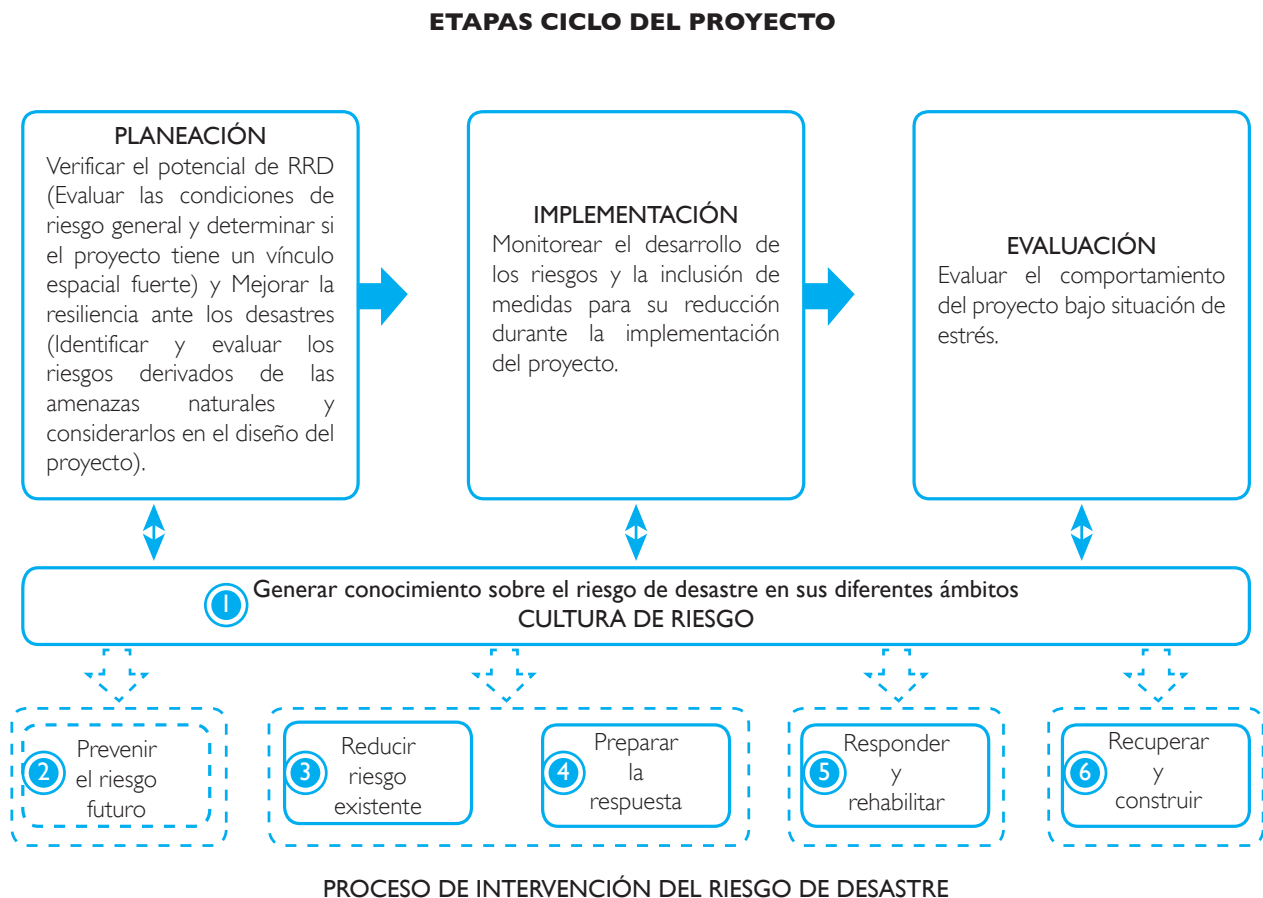 ETAPAS CICLO DEL PROYECTO
PLANEACIÓN
Verificar el potencial de RRD
(Evaluar las condiciones de
riesgo general y determinar si
el proyecto tiene un vínculo
espacial fuerte) y Mejorar la
resiliencia ante los desastres
(Identificar y evaluar los
riesgos derivados de las
amenazas naturales y
considerarlos en el diseño del
proyecto).
IMPLEMENTACIÓN
Monitorear el desarrollo de
los riesgos y la inclusión de
medidas para su reducción
durante la implementación
del proyecto.
EVALUACIÓN
Evaluar el comportamiento
del proyecto bajo situación de
estrés.
1
Generar conocimiento sobre el riesgo de desastre en sus diferentes ámbitos
CULTURA DE RIESGO
2
Prevenir
el riesgo
futuro
3
Reducir
riesgo
existente
4
Preparar
la
respuesta
5
Responder
y
rehabilitar
6
Recuperar
y
construir
PROCESO DE INTERVENCIÓN DEL RIESGO DE DESASTRE